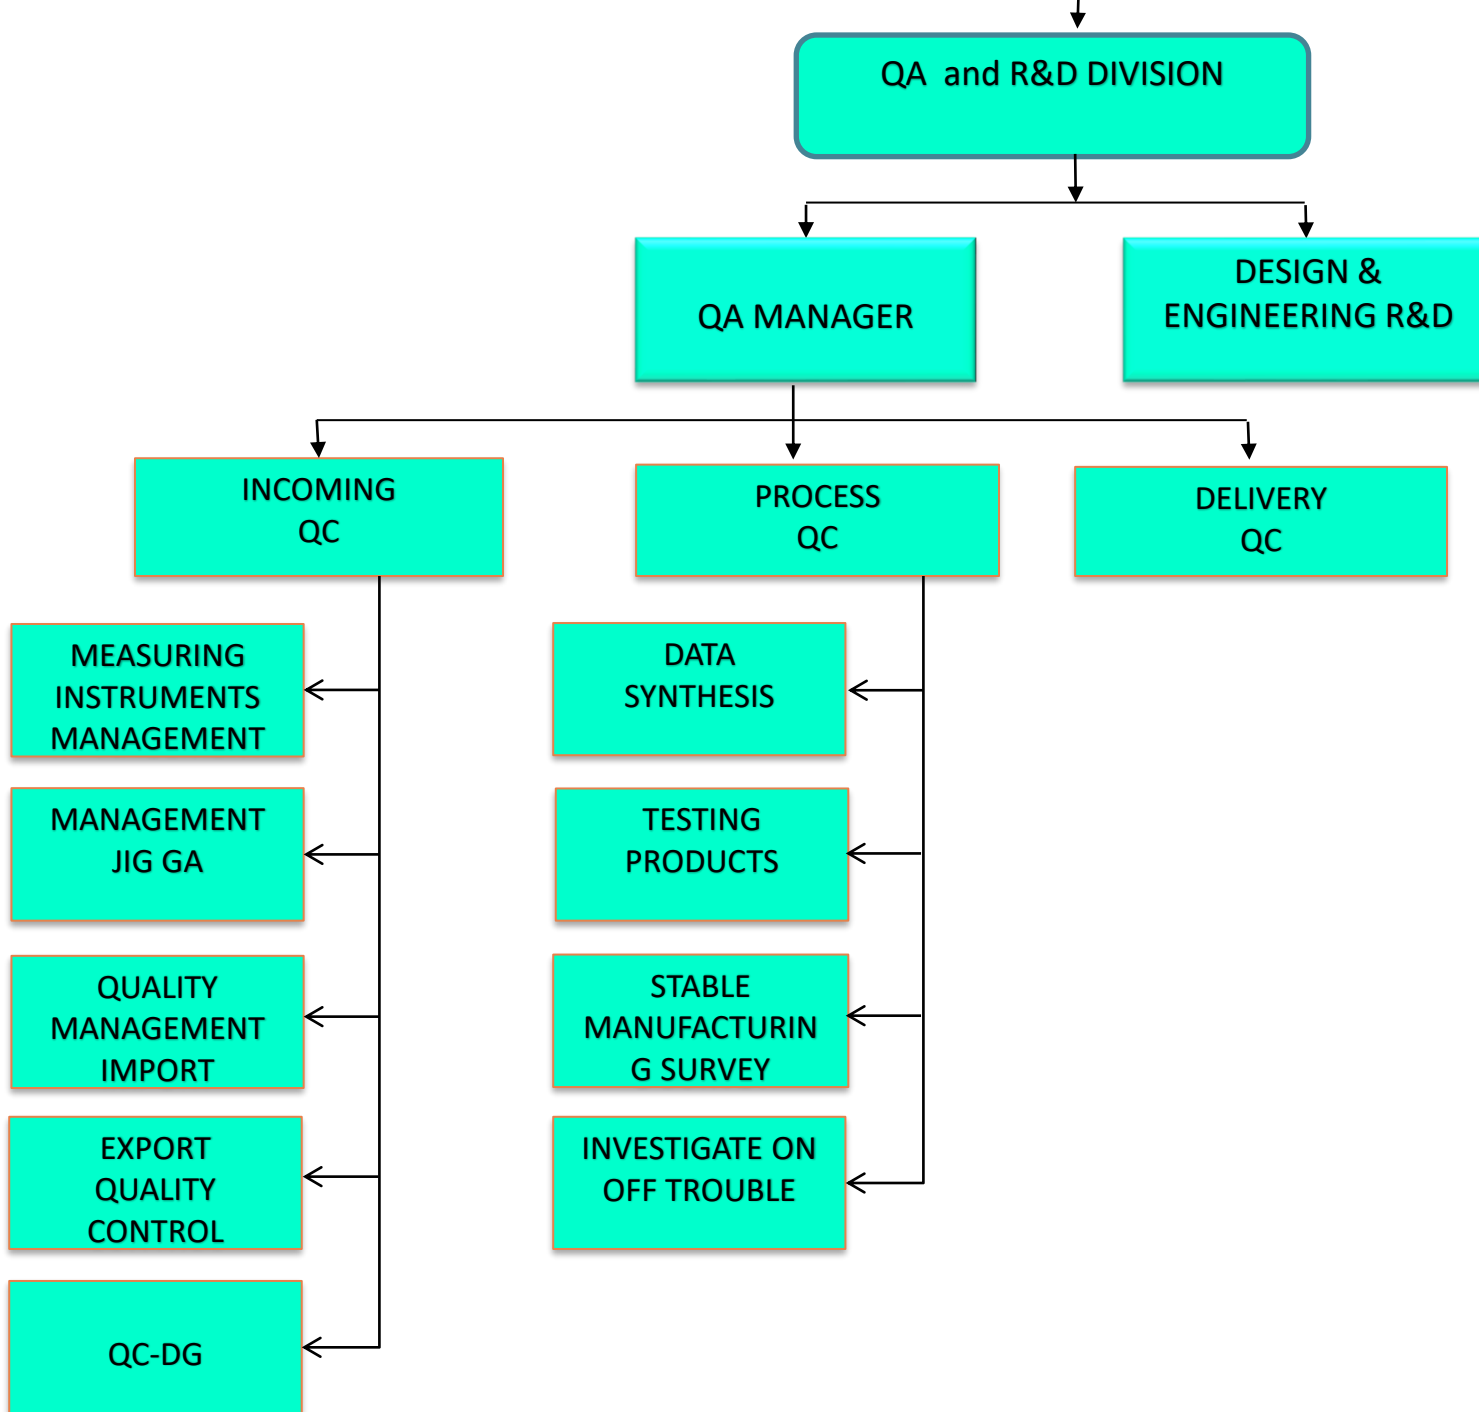 QA and R&D DIVISION
QA MANAGER
DESIGN &
ENGINEERING R&D
INCOMING
QC
PROCESS
QC
DELIVERY
QC
MEASURING
INSTRUMENTS
MANAGEMENT
MANAGEMENT
JIG GA
QUALITY
MANAGEMENT
IMPORT
EXPORT
QUALITY
CONTROL
QC-DG
DATA
SYNTHESIS
TESTING
PRODUCTS
STABLE
MANUFACTURIN
G SURVEY
INVESTIGATE ON
OFF TROUBLE